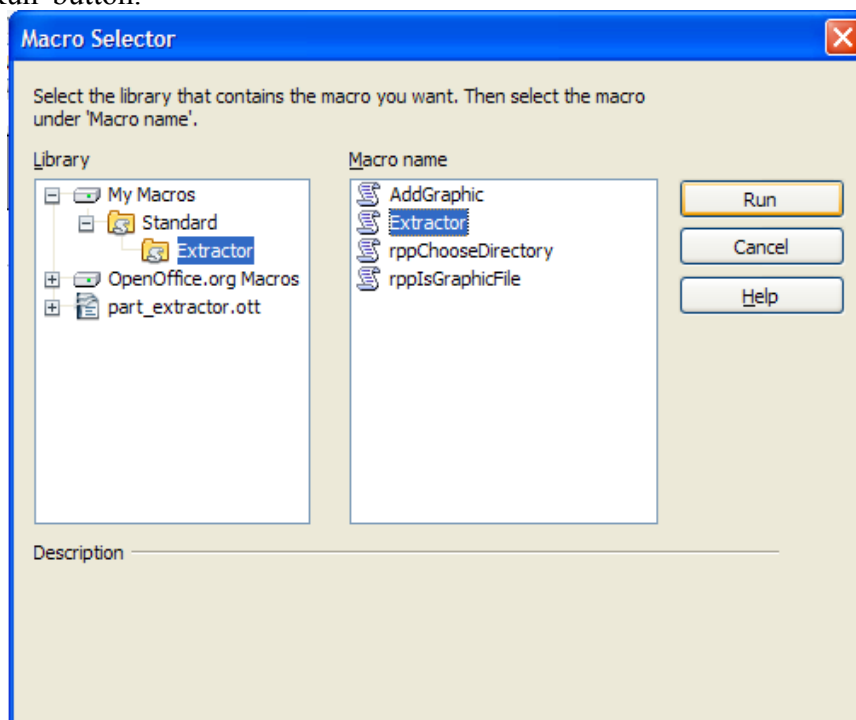 button.
Macro Selector
Select the library that contains the macro you want. Then select the macro
under 'Macro name'.
Library
Macro name
My Macros
Standard
Extractor
OpenOffice.org Macros
part_extractor.ott
AddGraphic
Extractor
rppChooseDirectory
rppIsGraphicFile
Run
Cancel
Help
Description